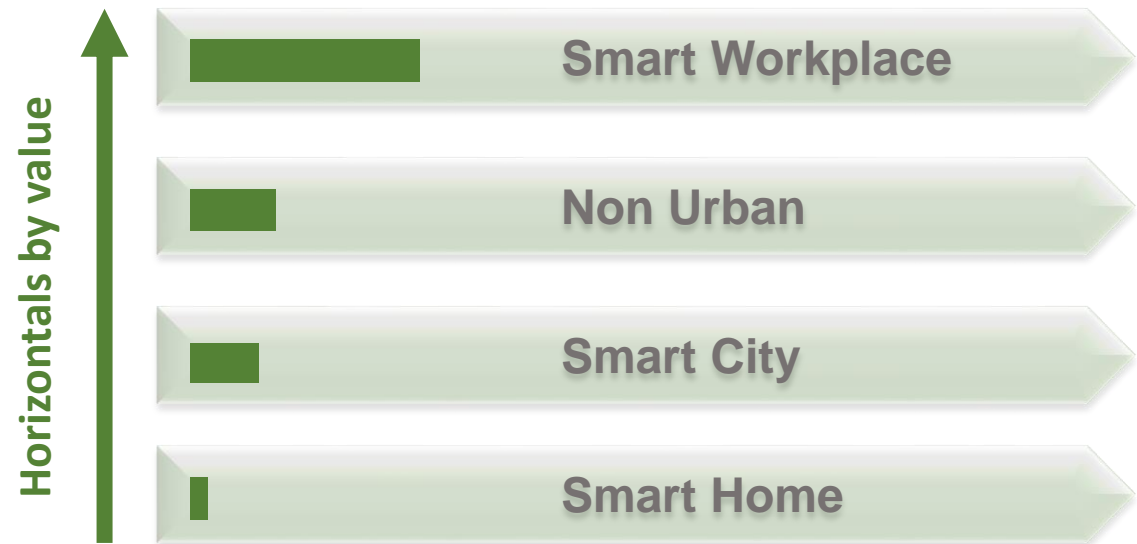 Horizontals by value
Smart Workplace
Non Urban
Smart City
Smart Home